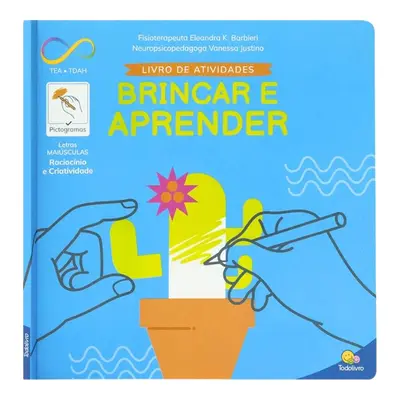 Fisioterapeuta Eleandra K. Barbieri
Neuropsicopedagoga Vanessa Justino
TEA • TDAH
LIVRO DE ATIVIDADES
BRINCAR E
APRENDER
Pictogramas
Letras
MAIÚSCULAS
Raciocínio
e Criatividade
Todolivro
Todolivro